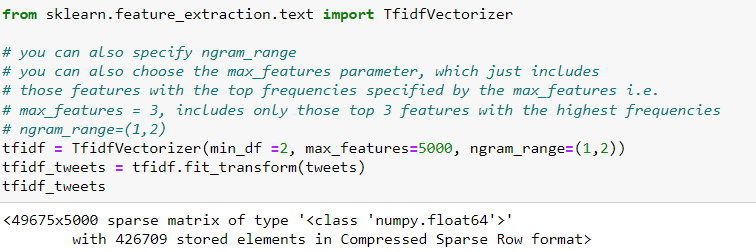 from sklearn.feature_extraction.text import TfidfVectorizer
# you can also specify ngram_range
# you can also choose the max_features parameter, which just includes
# those features with the top frequencies specified by the max_features i.e.
# max_features = 3, includes only those top 3 features with the highest frequencies
# ngram_range=(1,2)
tfidf = TfidfVectorizer(min_df =2, max_features=5000, ngram_range=(1,2))
tfidf_tweets = tfidf.fit_transform(tweets)
tfidf_tweets
<49675x5000 sparse matrix of type '<class 'numpy.float64'>'
        with 426709 stored elements in Compressed Sparse Row format>